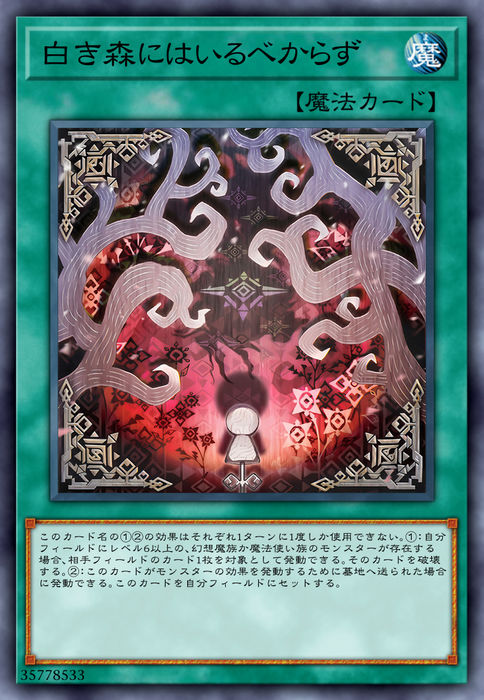 白き森にはいるべからず
魔
【魔法カード】
このカード名の①②の効果はそれぞれ1ターンに1度しか使用できない。①:自分
フィールドにレベル6以上の、幻想魔族か魔法使い族のモンスターが存在する
場合、相手フィールドのカード1枚を対象として発動できる。そのカードを破壊
する。②:このカードがモンスターの効果を発動するために墓地へ送られた場合
に発動できる。このカードを自分フィールドにセットする。
35778533